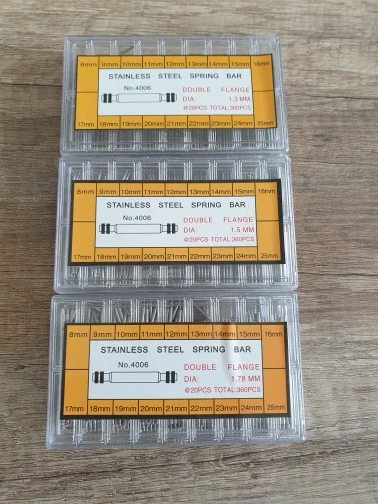 8mm 9mm 10mm 11mm 12mm 13mm 14mm 15mm 16mm
STAINLESS STEEL SPRING BAR
No.4006
DOUBLE FLANGE
DIA: 1.3 MM
@20PCS TOTAL:360PCS
17mm 18mm 19mm 20mm 21mm 22mm 23mm 24mm 25mm
8mm 9mm 10mm 11mm 12mm 13mm 14mm 15mm 16mm
STAINLESS STEEL SPRING BAR
No.4006
DOUBLE FLANGE
DIA: 1.5 MM
@20PCS TOTAL:360PCS
17mm 18mm 19mm 20mm 21mm 22mm 23mm 24mm 25mm
8mm 9mm 10mm 11mm 12mm 13mm 14mm 15mm 16mm
STAINLESS STEEL SPRING BAR
No.4006
DOUBLE FLANGE
DIA: 1.78 MM
@20PCS TOTAL:360PCS
17mm 18mm 19mm 20mm 21mm 22mm 23mm 24mm 25mm